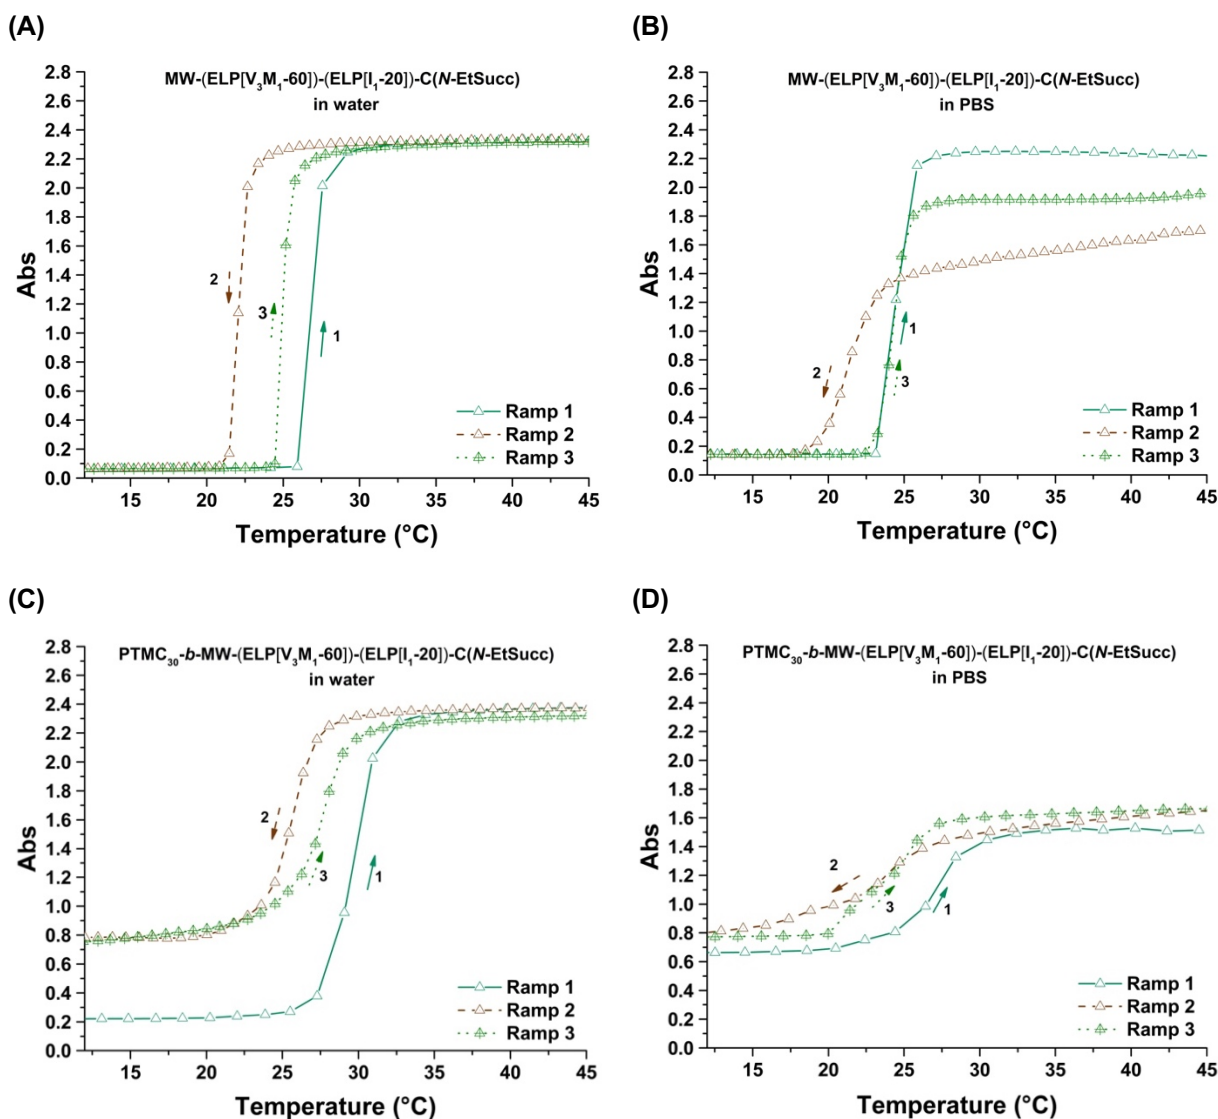 (A)
MW-(ELP[V₃M₁-60])-(ELP[I₁-20])-C(N-EtSucc)
in water
2.8
2.6
2.4
2.2
2.0
1.8
1.6
1.4
1.2
1.0
0.8
0.6
0.4
0.2
0.0
Abs
2
3
1
Ramp 1
Ramp 2
Ramp 3
15 20 25 30 35 40 45
Temperature (°C)
(B)
MW-(ELP[V₃M₁-60])-(ELP[I₁-20])-C(N-EtSucc)
in PBS
2.8
2.6
2.4
2.2
2.0
1.8
1.6
1.4
1.2
1.0
0.8
0.6
0.4
0.2
0.0
Abs
1
2
3
Ramp 1
Ramp 2
Ramp 3
15 20 25 30 35 40 45
Temperature (°C)
(C)
PTMC₃₀-b-MW-(ELP[V₃M₁-60])-(ELP[I₁-20])-C(N-EtSucc)
in water
2.8
2.6
2.4
2.2
2.0
1.8
1.6
1.4
1.2
1.0
0.8
0.6
0.4
0.2
0.0
Abs
2
3
1
Ramp 1
Ramp 2
Ramp 3
15 20 25 30 35 40 45
Temperature (°C)
(D)
PTMC₃₀-b-MW-(ELP[V₃M₁-60])-(ELP[I₁-20])-C(N-EtSucc)
in PBS
2.8
2.6
2.4
2.2
2.0
1.8
1.6
1.4
1.2
1.0
0.8
0.6
0.4
0.2
0.0
Abs
2
3
1
Ramp 1
Ramp 2
Ramp 3
15 20 25 30 35 40 45
Temperature (°C)